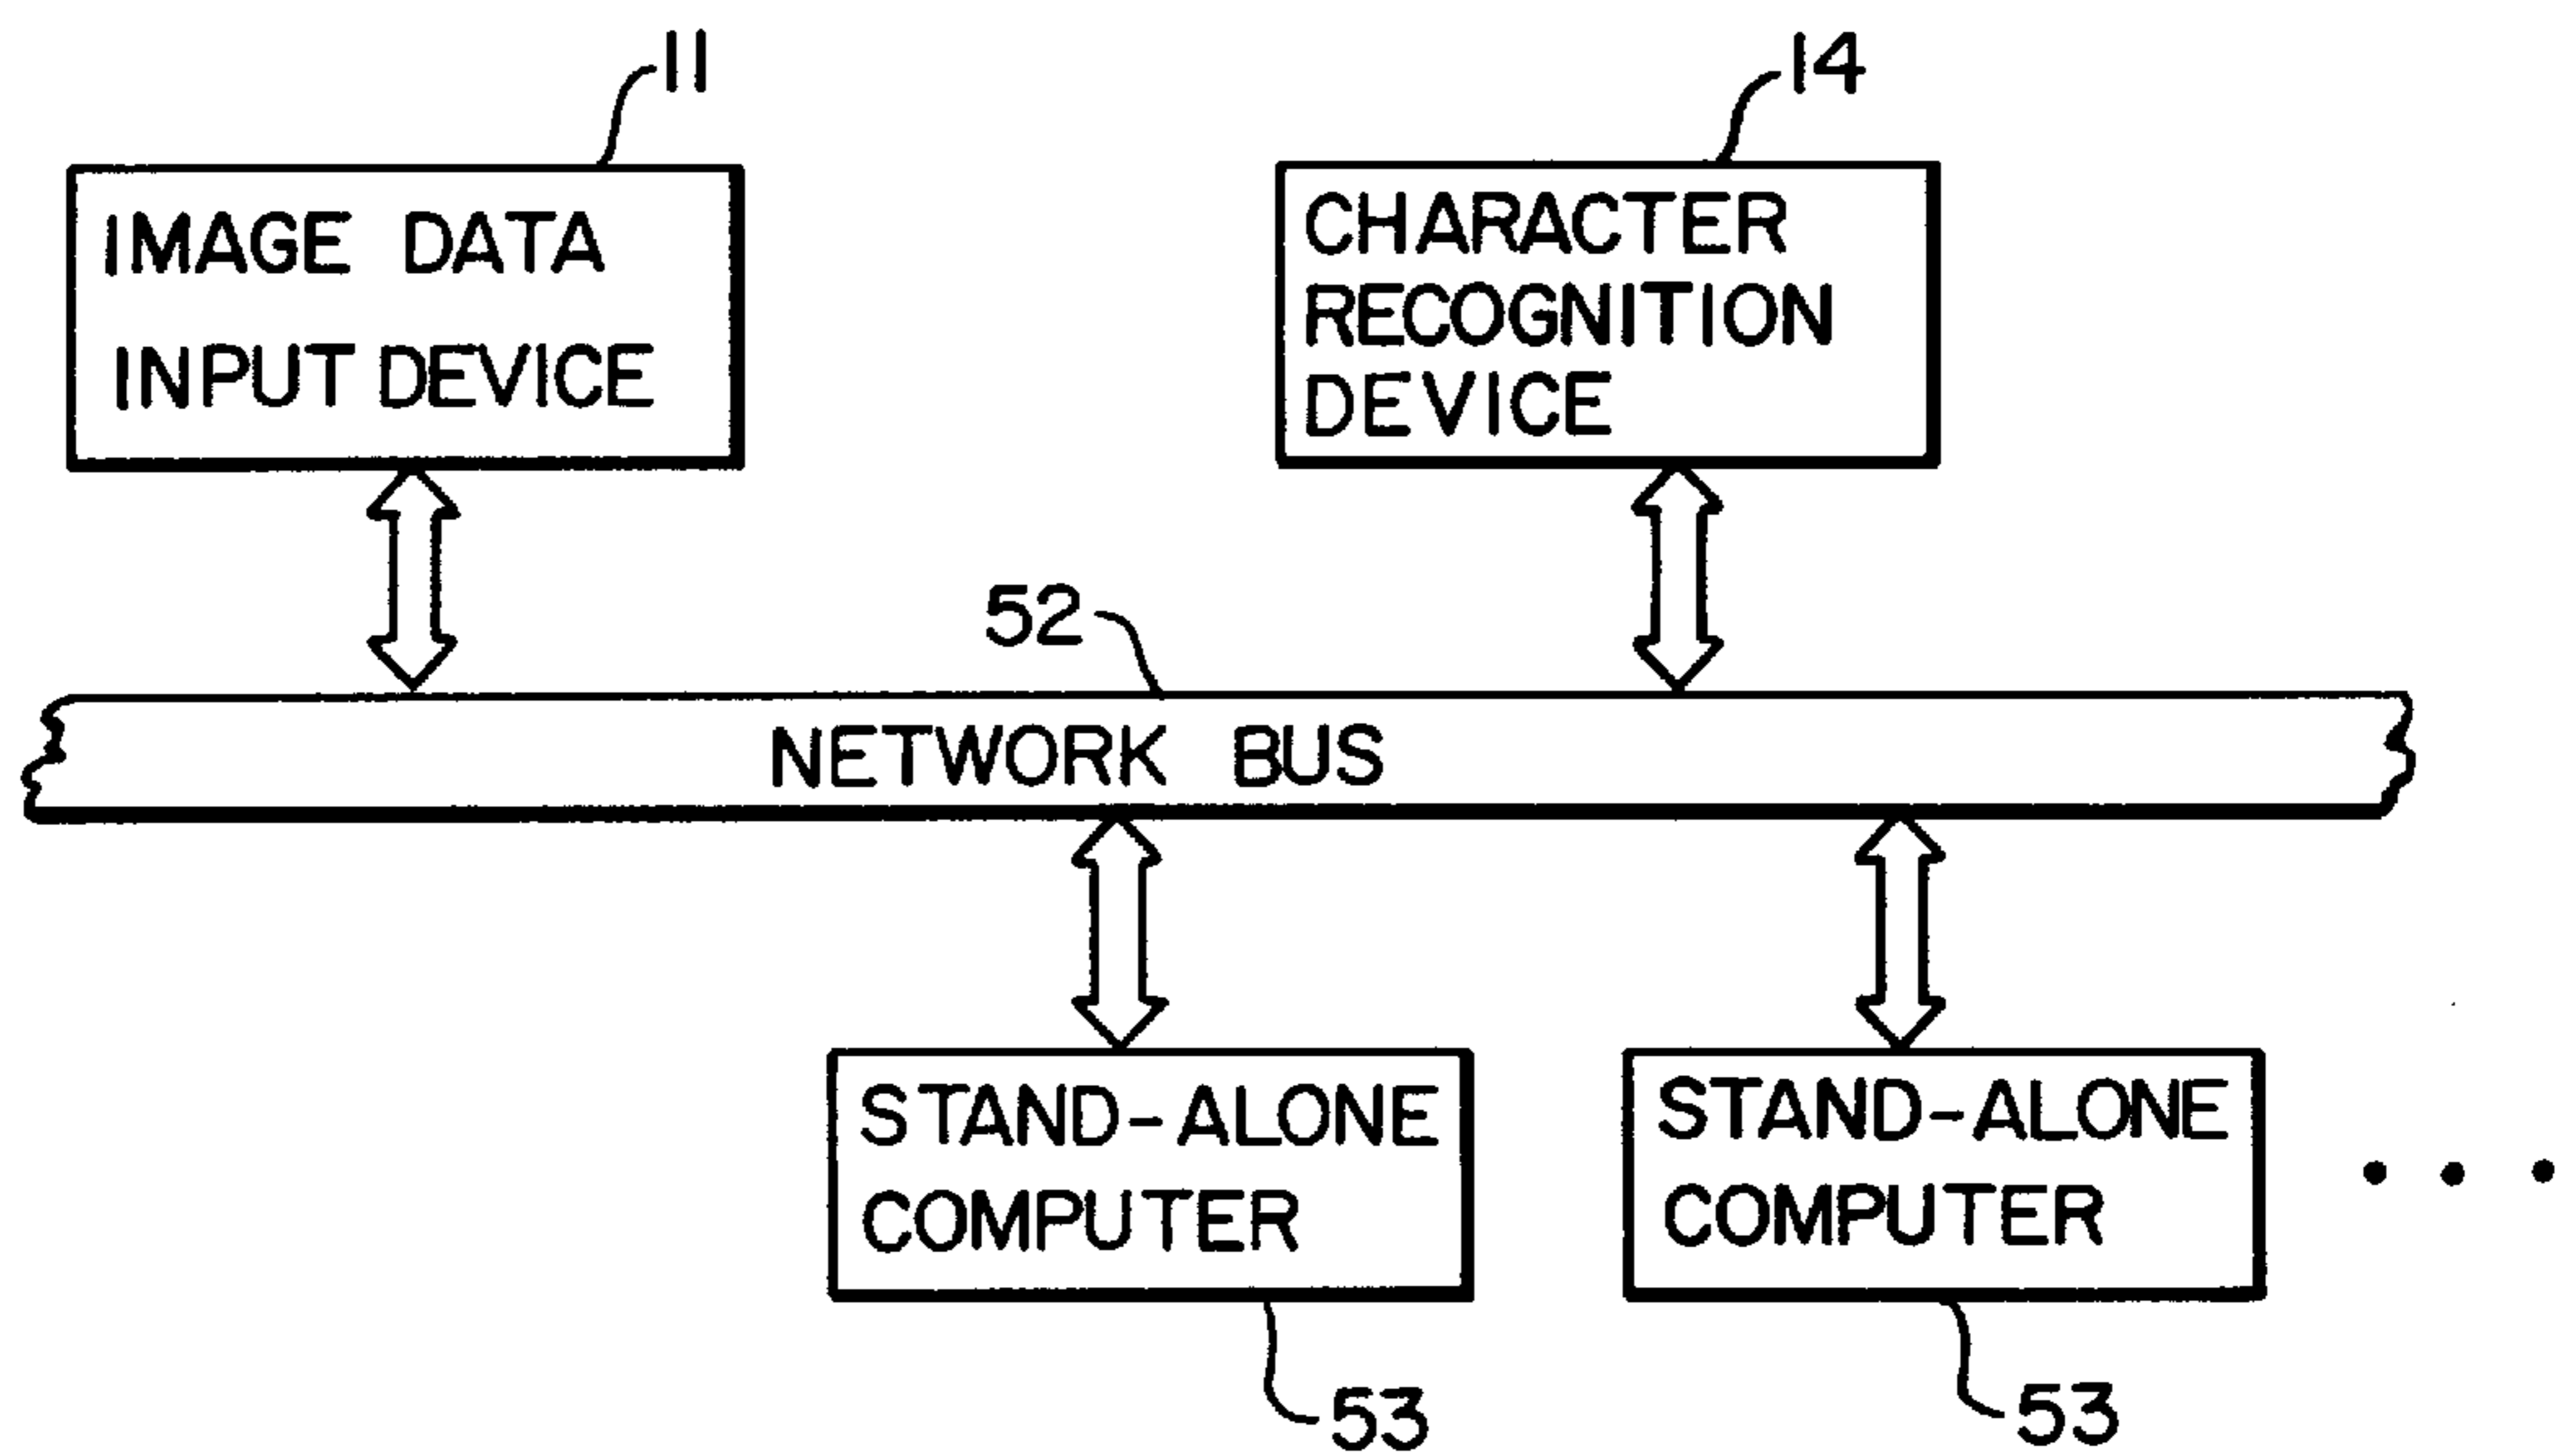 11
14
IMAGE DATA
INPUT DEVICE
CHARACTER
RECOGNITION
DEVICE
52
NETWORK BUS
STAND-ALONE
COMPUTER
STAND-ALONE
COMPUTER
53
53